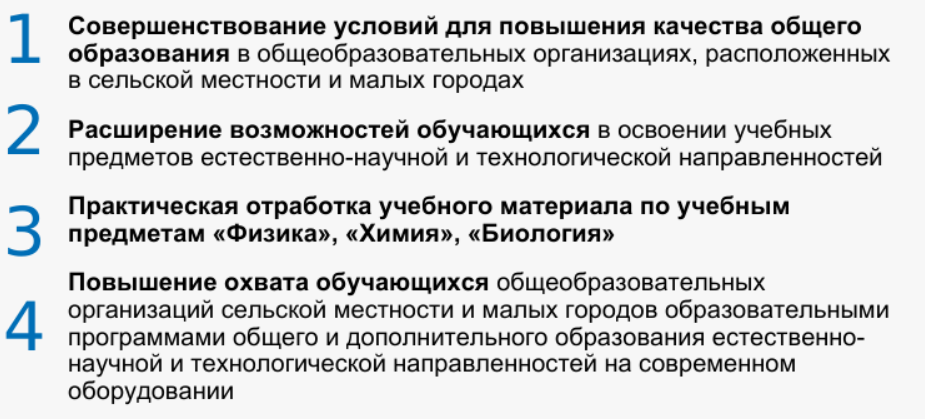 1
Совершенствование условий для повышения качества общего
образования в общеобразовательных организациях, расположенных
в сельской местности и малых городах
2
Расширение возможностей обучающихся в освоении учебных
предметов естественно-научной и технологической направленностей
3
Практическая отработка учебного материала по учебным
предметам «Физика», «Химия», «Биология»
4
Повышение охвата обучающихся общеобразовательных
организаций сельской местности и малых городов образовательными
программами общего и дополнительного образования естественно-
научной и технологической направленностей на современном
оборудовании